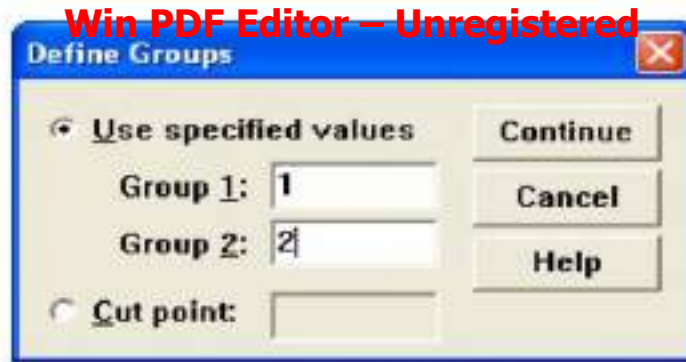 Win PDF Editor – Unregistered
Define Groups
Use specified values
Continue
Group 1: 1
Cancel
Group 2: 2
Help
Cut point: